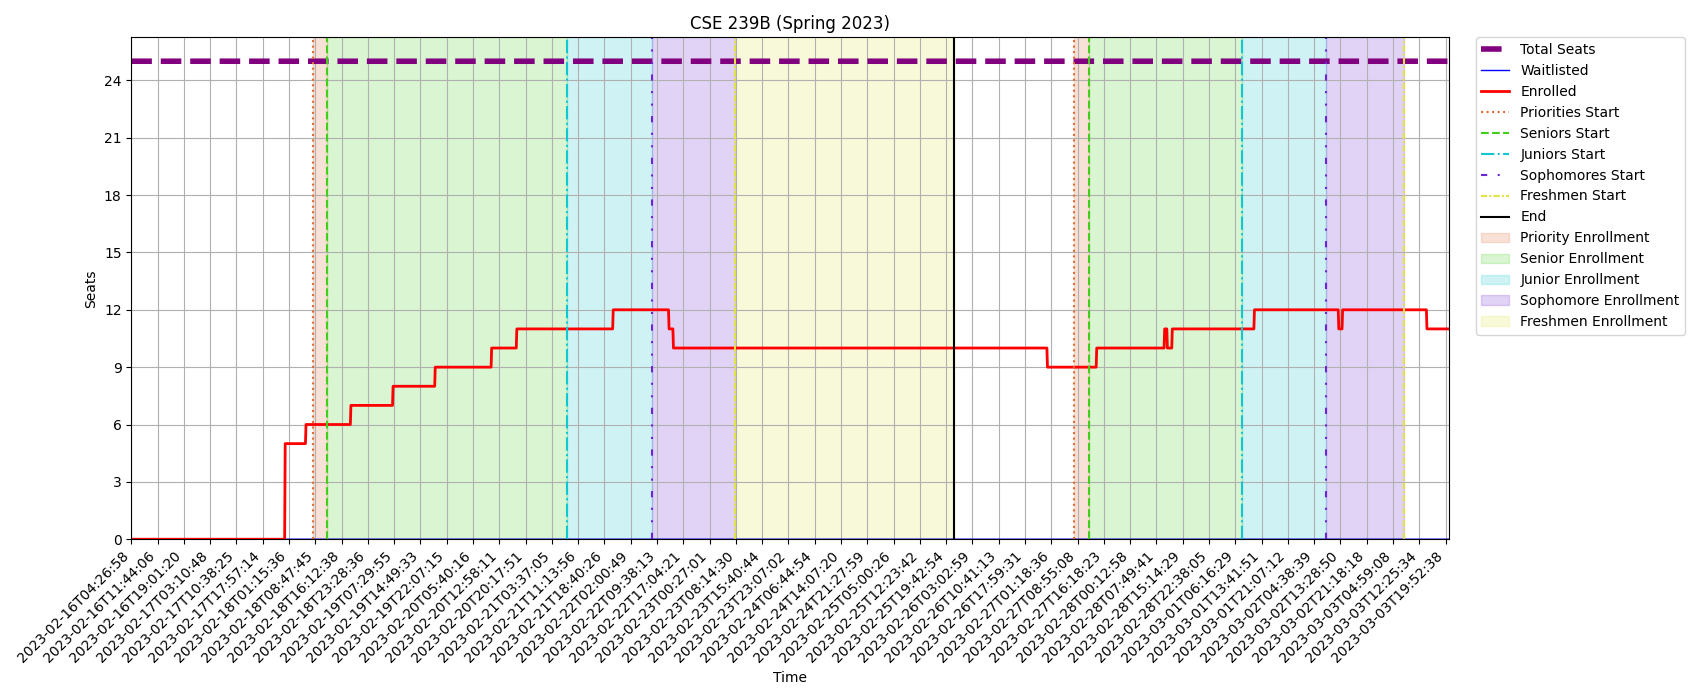 CSE 239B (Spring 2023)
Seats
24
21
18
15
12
9
6
3
0
2023-02-16T04:26:58
2023-02-16T11:44:06
2023-02-16T19:01:20
2023-02-17T03:10:48
2023-02-17T10:38:25
2023-02-17T17:57:14
2023-02-18T01:15:36
2023-02-18T08:47:45
2023-02-18T16:12:38
2023-02-18T23:28:36
2023-02-19T07:29:55
2023-02-19T14:49:33
2023-02-19T22:07:15
2023-02-20T05:40:16
2023-02-20T12:58:11
2023-02-20T20:17:51
2023-02-21T03:37:05
2023-02-21T11:13:56
2023-02-21T18:40:26
2023-02-22T02:00:49
2023-02-22T09:38:13
2023-02-22T17:04:21
2023-02-23T00:27:01
2023-02-23T08:14:30
2023-02-23T15:40:44
2023-02-23T23:07:02
2023-02-24T06:44:54
2023-02-24T14:07:20
2023-02-24T21:27:59
2023-02-25T05:00:26
2023-02-25T12:23:42
2023-02-25T19:42:54
2023-02-26T03:02:59
2023-02-26T10:41:13
2023-02-26T17:59:31
2023-02-27T01:18:36
2023-02-27T08:55:08
2023-02-27T16:18:23
2023-02-28T00:12:58
2023-02-28T07:49:41
2023-02-28T15:14:29
2023-02-28T22:38:05
2023-03-01T06:16:29
2023-03-01T13:41:51
2023-03-01T21:07:12
2023-03-02T04:38:39
2023-03-02T13:28:50
2023-03-02T21:18:18
2023-03-03T04:59:08
2023-03-03T12:25:34
2023-03-03T19:52:38
Time
Total Seats
Waitlisted
Enrolled
Priorities Start
Seniors Start
Juniors Start
Sophomores Start
Freshmen Start
End
Priority Enrollment
Senior Enrollment
Junior Enrollment
Sophomore Enrollment
Freshmen Enrollment